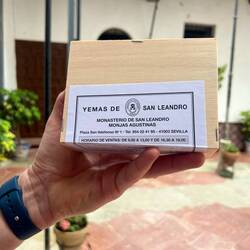 YEMAS DE SAN LEANDRO
MONASTERIO DE SAN LEANDRO
MONJAS AGUSTINAS
Plaza San Ildefonso Nº 1 - Tel: 954 22 41 95 - 41003 SEVILLA
HORARIO DE VENTAS: DE 9,00 A 13,00 Y DE 16,30 A 19,00